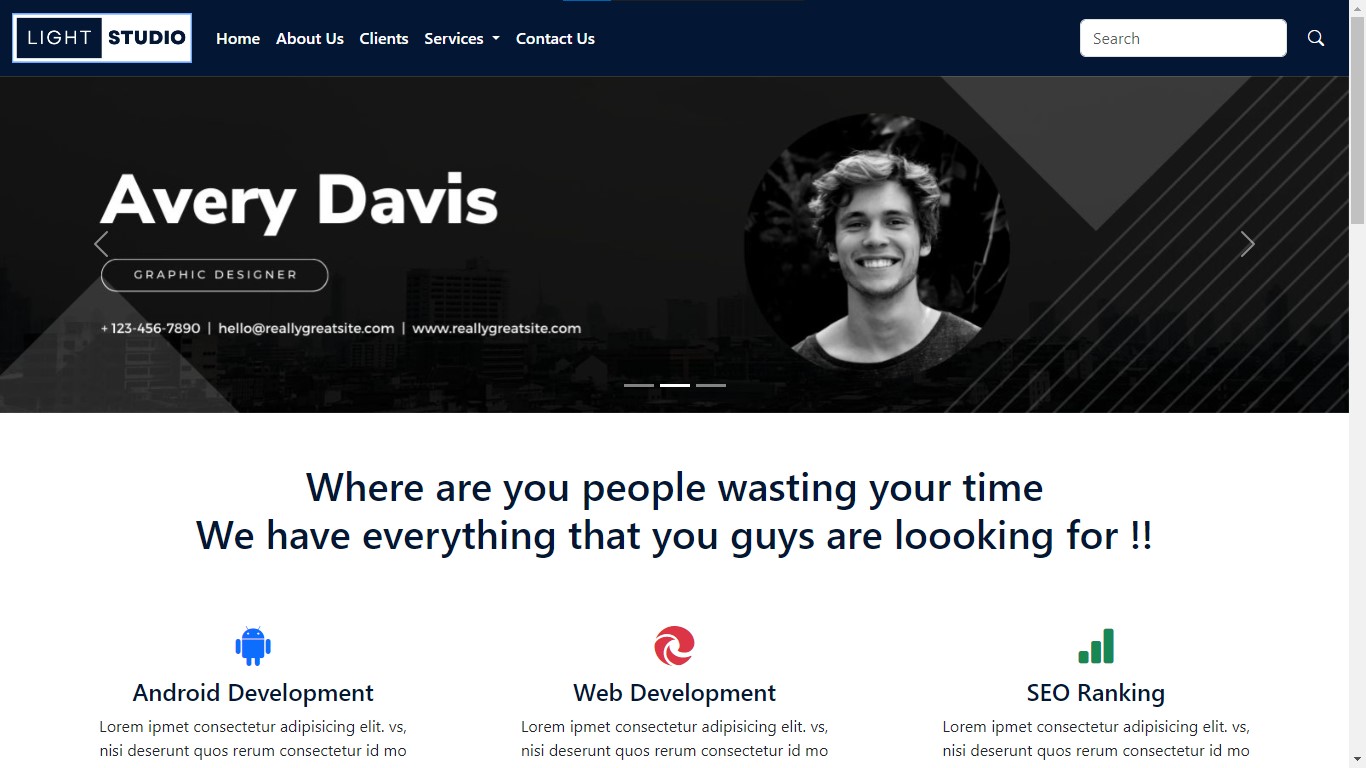 LIGHT STUDIO Home About Us Clients Services Contact Us Search
Avery Davis
GRAPHIC DESIGNER
+ 123-456-7890 | hello@reallygreatsite.com | www.reallygreatsite.com
Where are you people wasting your time
We have everything that you guys are loooking for !!
Android Development
Lorem ipmet consectetur adipisicing elit. vs,
nisi deserunt quos rerum consectetur id mo
Web Development
Lorem ipmet consectetur adipisicing elit. vs,
nisi deserunt quos rerum consectetur id mo
SEO Ranking
Lorem ipmet consectetur adipisicing elit. vs,
nisi deserunt quos rerum consectetur id mo